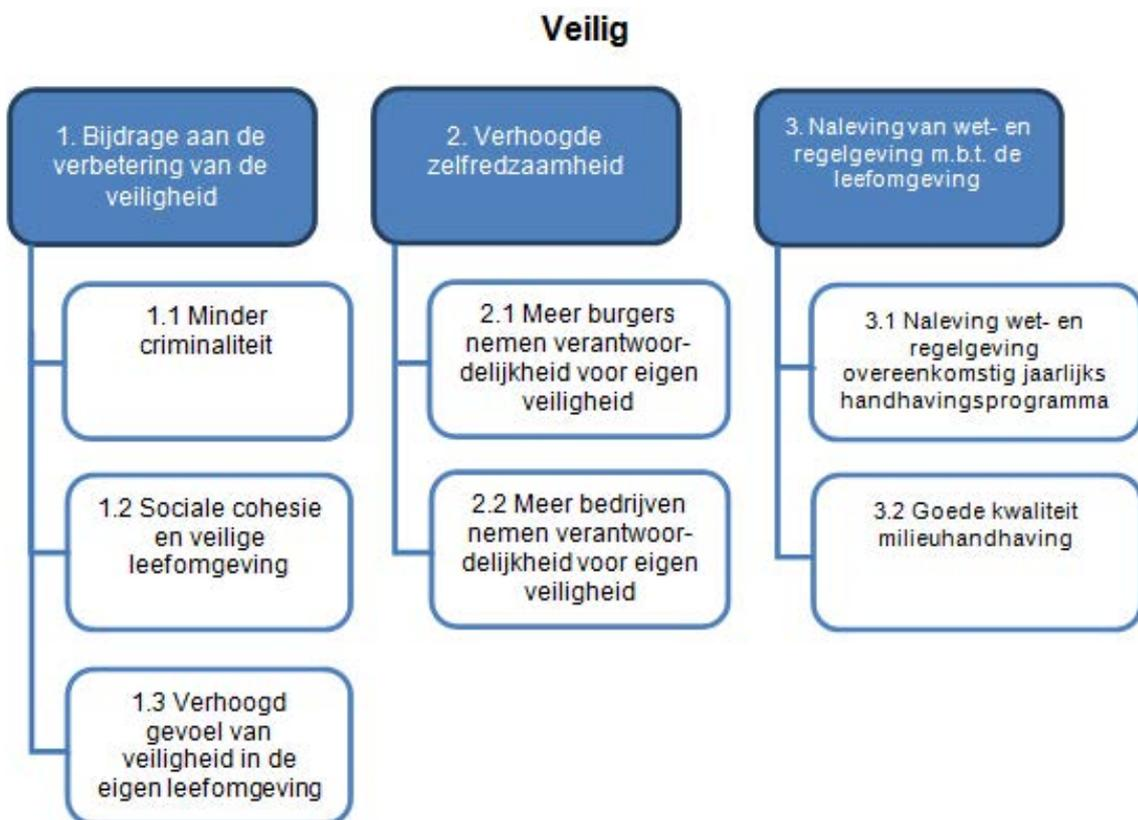 Veilig
1. Bijdrage aan de
verbetering van de
veiligheid
1.1 Minder
criminaliteit
1.2 Sociale cohesie
en veilige
leefomgeving
1.3 Verhoogd
gevoel van
veiligheid in de
eigen leefomgeving
2. Verhoogde
zelfredzaamheid
2.1 Meer burgers
nemen verantwoor-
delijkheid voor eigen
veiligheid
2.2 Meer bedrijven
nemen verantwoor-
delijkheid voor eigen
veiligheid
3. Naleving van wet- en
regelgeving m.b.t. de
leefomgeving
3.1 Naleving wet- en
regelgeving
overeenkomstig jaarlijks
handhavingsprogramma
3.2 Goede kwaliteit
milieuhandhaving